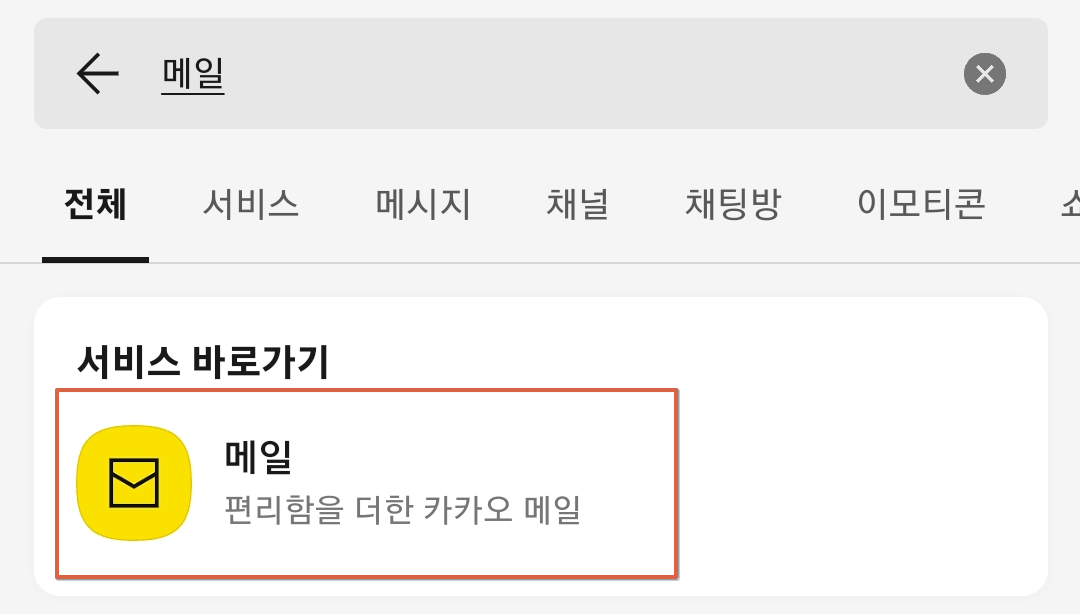 메일
전체 서비스 메시지 채널 채팅방 이모티콘
서비스 바로가기
메일
편리함을 더한 카카오 메일